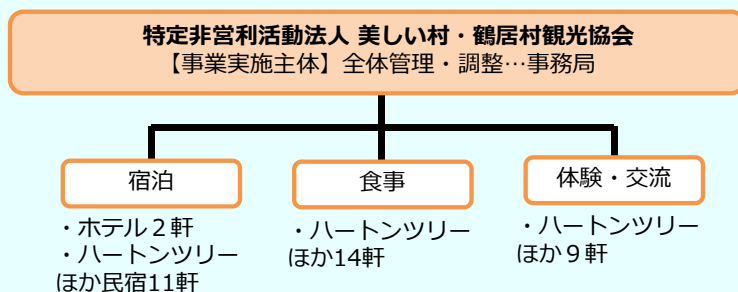 特定非営利活動法人 美しい村・鶴居村観光協会
【事業実施主体】全体管理・調整…事務局
宿泊
・ホテル２軒
・ハートンツリー
ほか民宿11軒
食事
・ハートンツリー
ほか14軒
体験・交流
・ハートンツリー
ほか９軒